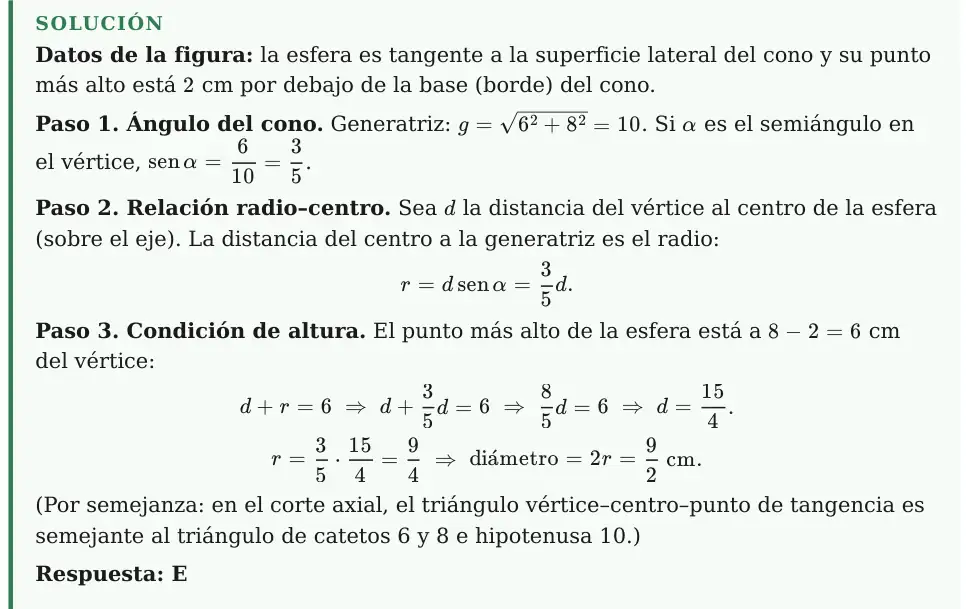 SOLUCIÓN
Datos de la figura: la esfera es tangente a la superficie lateral del cono y su punto
más alto está 2 cm por debajo de la base (borde) del cono.
Paso 1. Ángulo del cono. Generatriz: g = √(6² + 8²) = 10. Si α es el semiángulo en
el vértice, sen α = 6/10 = 3/5.
Paso 2. Relación radio–centro. Sea d la distancia del vértice al centro de la esfera
(sobre el eje). La distancia del centro a la generatriz es el radio:
r = d sen α = 3/5 d.
Paso 3. Condición de altura. El punto más alto de la esfera está a 8 − 2 = 6 cm
del vértice:
d + r = 6 ⇒ d + 3/5 d = 6 ⇒ 8/5 d = 6 ⇒ d = 15/4.
r = 3/5 · 15/4 = 9/4 ⇒ diámetro = 2r = 9/2 cm.
(Por semejanza: en el corte axial, el triángulo vértice–centro–punto de tangencia es
semejante al triángulo de catetos 6 y 8 e hipotenusa 10.)
Respuesta: E